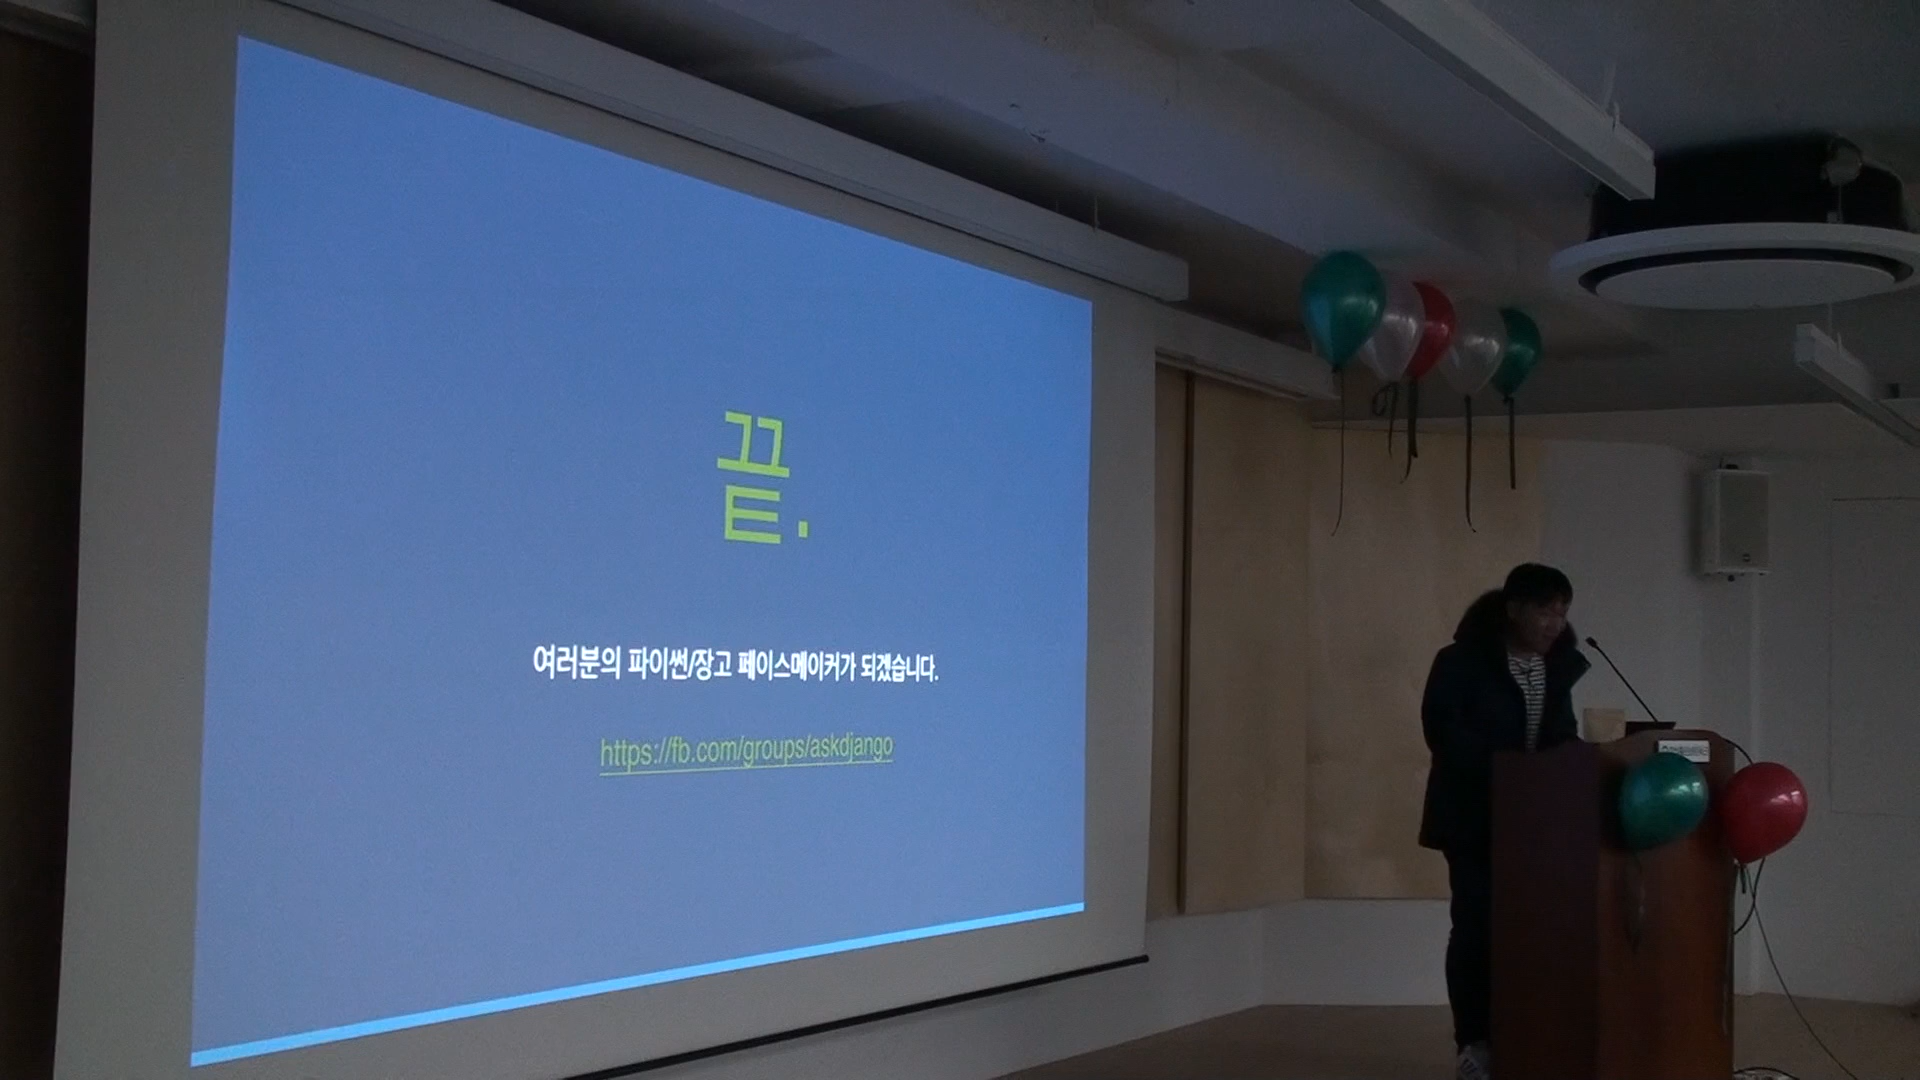 끝.
여러분의 파이썬/장고 페이스메이커가 되겠습니다.
https://fb.com/groups/askdjango